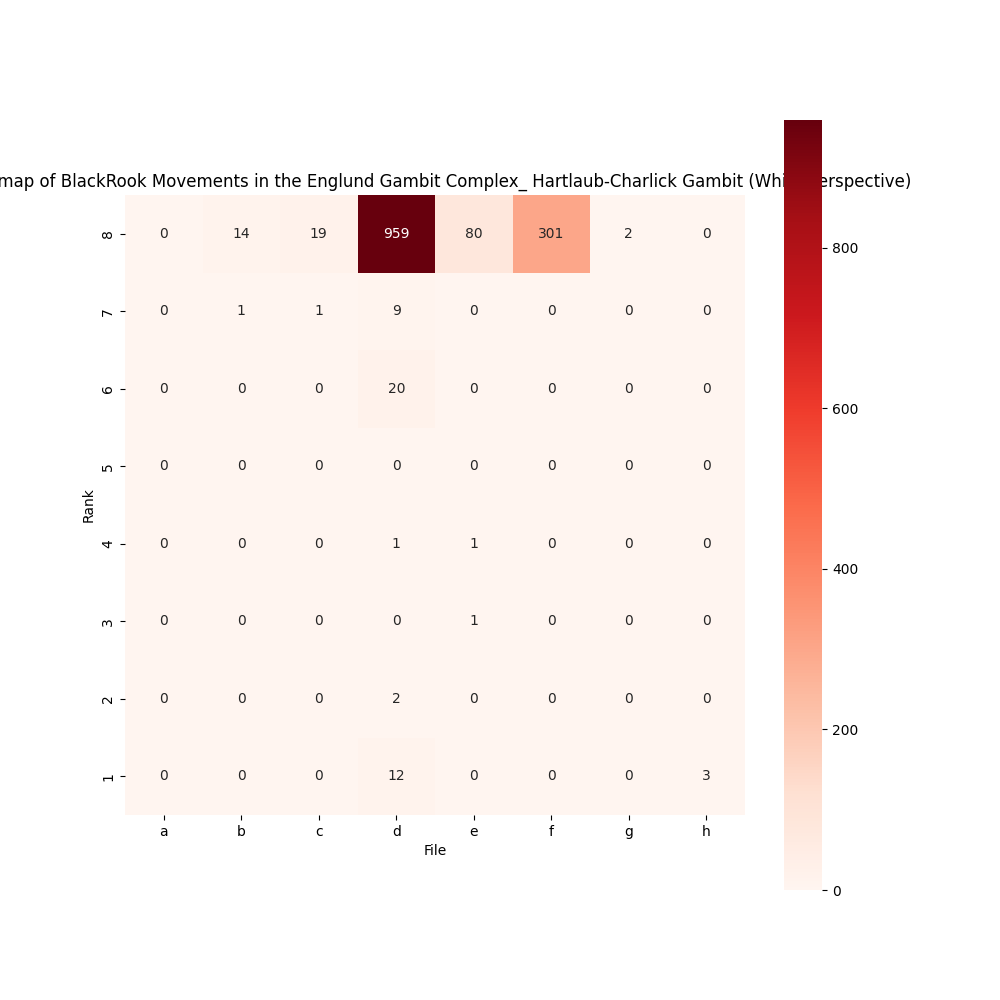 map of BlackRook Movements in the Englund Gambit Complex_ Hartlaub-Charlick Gambit (Whi erspective)
8 0 14 19 959 80 301 2 0
7 0 1 1 9 0 0 0 0
6 0 0 0 20 0 0 0 0
5 0 0 0 0 0 0 0 0
4 0 0 0 1 1 0 0 0
3 0 0 0 0 1 0 0 0
2 0 0 0 2 0 0 0 0
1 0 0 0 12 0 0 0 3
a b c d e f g h
Rank
File
800
600
400
200
0